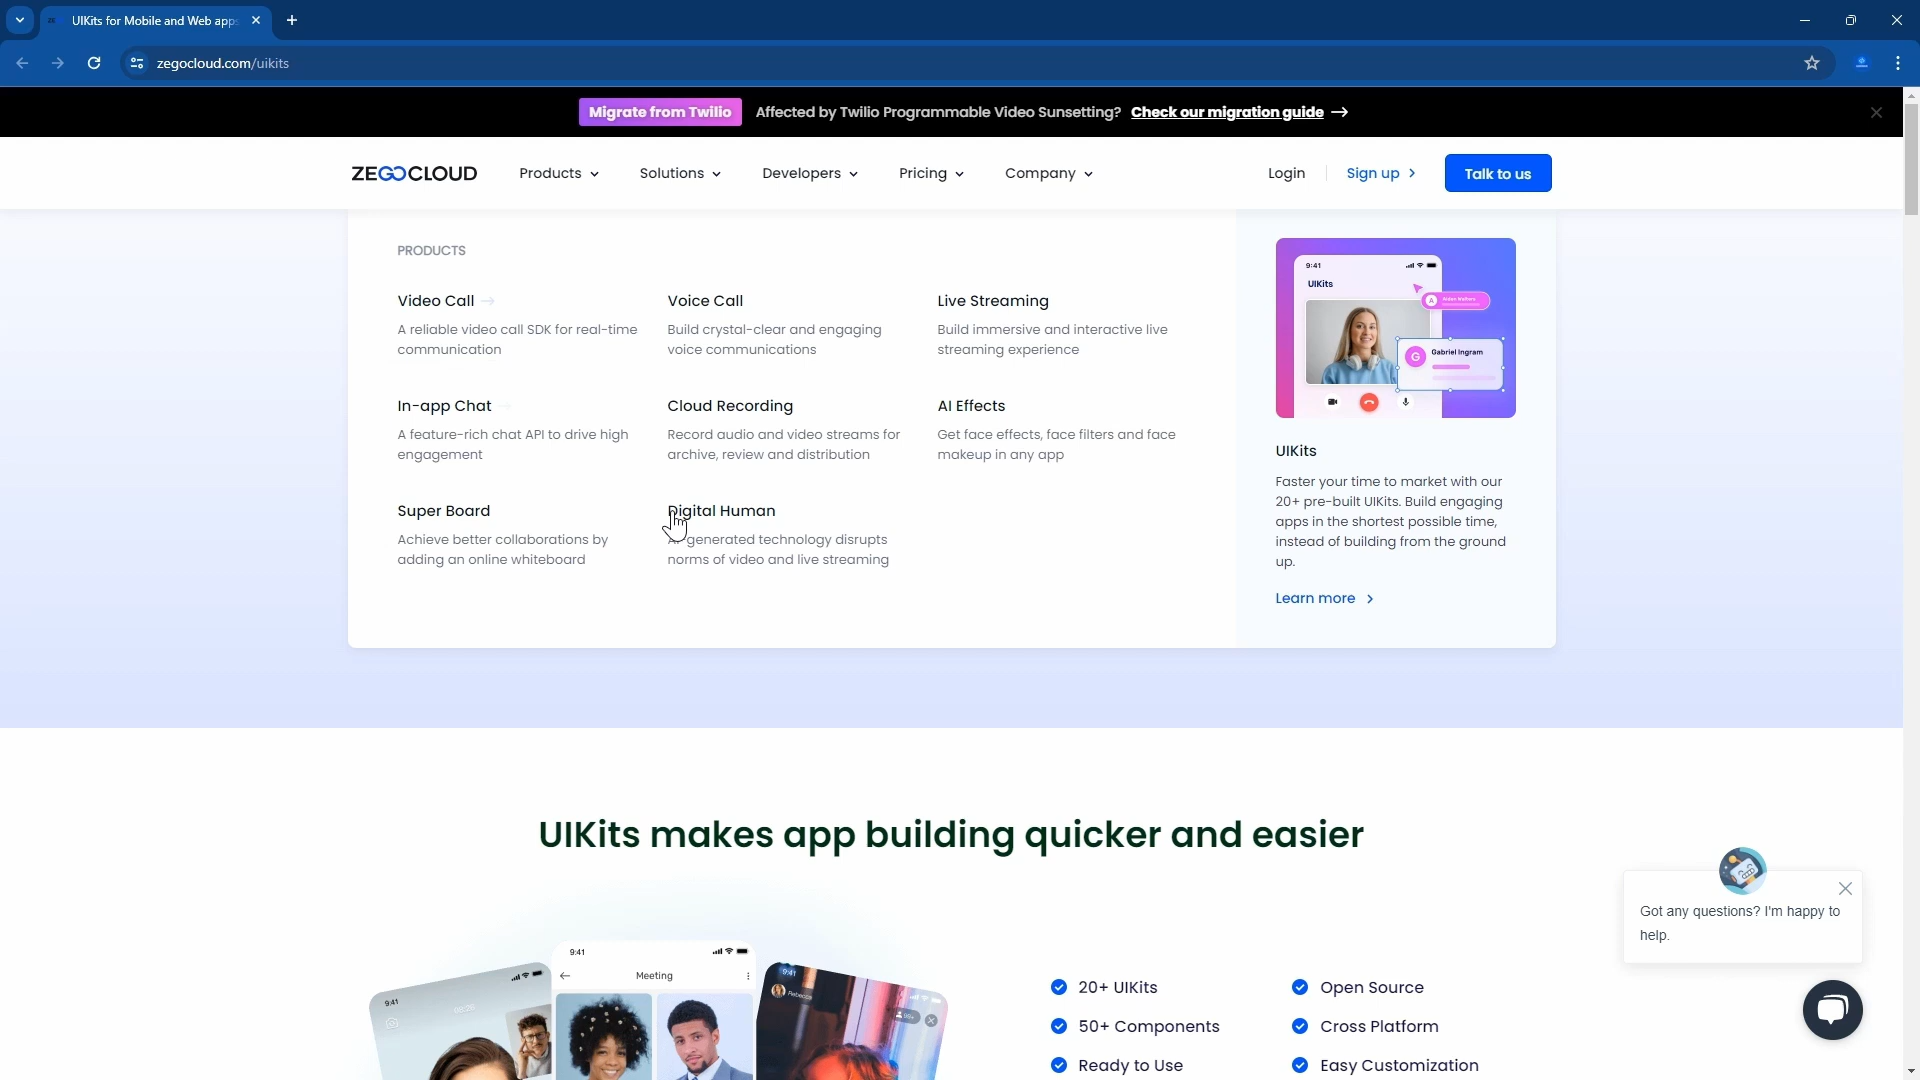 UIKits for Mobile and Web apps
zegocloud.com/uikits
Migrate from Twilio Affected by Twilio Programmable Video Sunsetting? Check our migration guide →
ZEGOCLOUD Products Solutions Developers Pricing Company Login Sign up Talk to us
PRODUCTS
Video Call →
A reliable video call SDK for real-time
communication
Voice Call
Build crystal-clear and engaging
voice communications
Live Streaming
Build immersive and interactive live
streaming experience
In-app Chat
A feature-rich chat API to drive high
engagement
Cloud Recording
Record audio and video streams for
archive, review and distribution
AI Effects
Get face effects, face filters and face
makeup in any app
Super Board
Achieve better collaborations by
adding an online whiteboard
Digital Human
AI-generated technology disrupts
norms of video and live streaming
9:41
UIKits
A Aiden Walters
G Gabriel Ingram
UIKits
Faster your time to market with our
20+ pre-built UIKits. Build engaging
apps in the shortest possible time,
instead of building from the ground
up.
Learn more
UIKits makes app building quicker and easier
9:41
9:41
Meeting
9:41
Rebecca
20+ UIKits
50+ Components
Ready to Use
Open Source
Cross Platform
Easy Customization
Got any questions? I'm happy to
help.